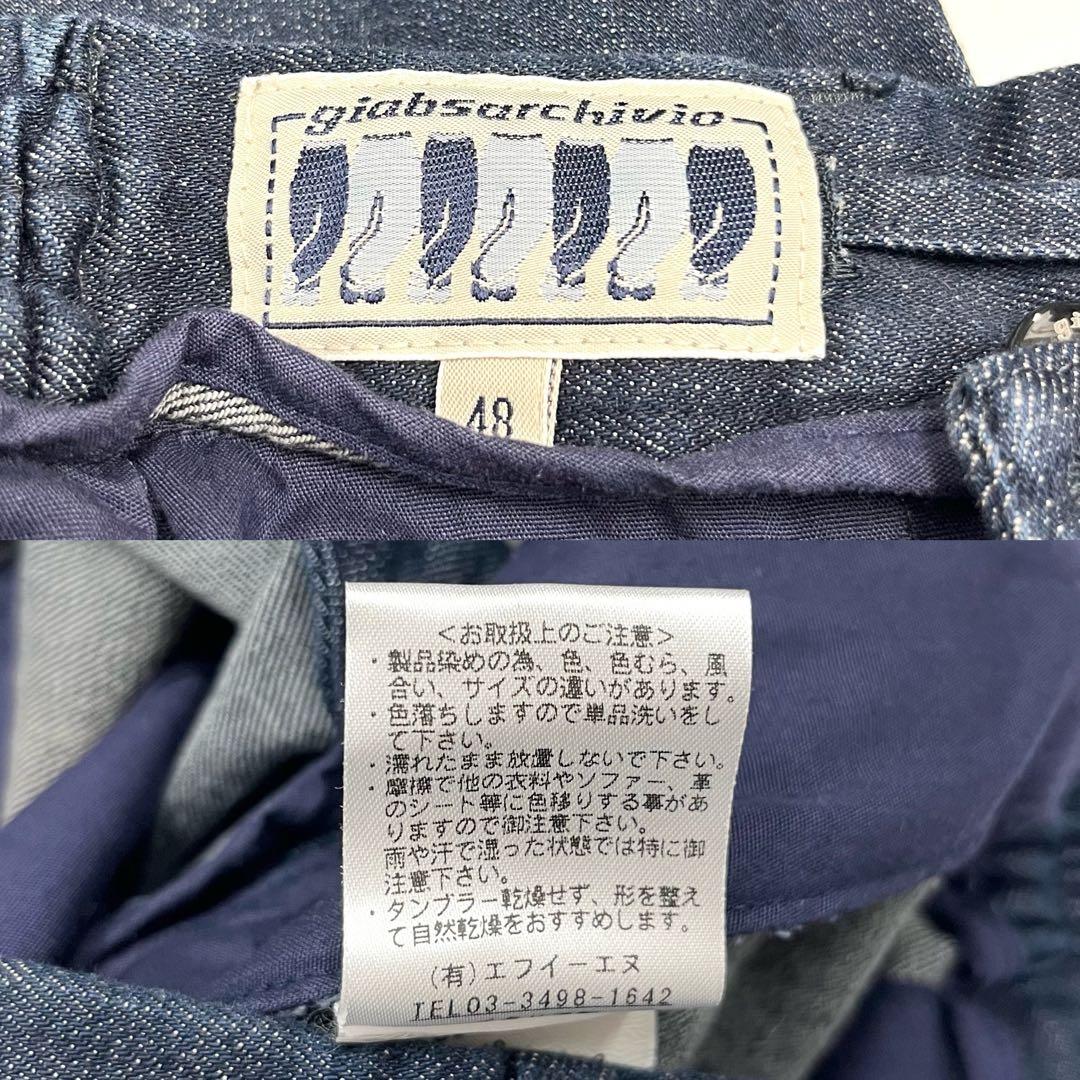 giabsarchivio
48
<お取扱上のご注意>
・製品染めの為、色、色むら、風
合い、サイズの違いがあります。
・色落ちしますので単品洗いをし
て下さい。
・濡れたまま放置しないで下さい。
・摩擦で他の衣料やソファー、革
のシート等に色移りする事があ
りますので御注意下さい。
雨や汗で湿った状態では特に御
注意下さい。
・タンブラー乾燥せず、形を整え
て自然乾燥をおすすめします。
(有)エフイーエヌ
TEL03-3498-1642